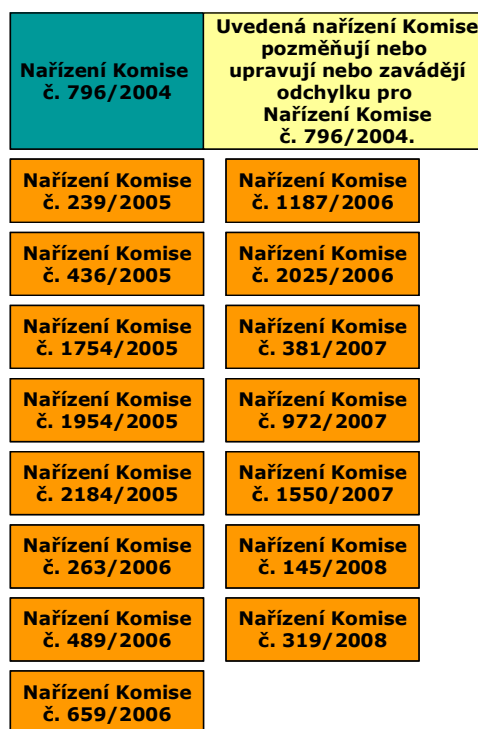 Nařízení Komise
č. 796/2004
Uvedená nařízení Komise
pozměňují nebo
upravují nebo zavádějí
odchylku pro
Nařízení Komise
č. 796/2004.
Nařízení Komise
č. 239/2005
Nařízení Komise
č. 436/2005
Nařízení Komise
č. 1754/2005
Nařízení Komise
č. 1954/2005
Nařízení Komise
č. 2184/2005
Nařízení Komise
č. 263/2006
Nařízení Komise
č. 489/2006
Nařízení Komise
č. 659/2006
Nařízení Komise
č. 1187/2006
Nařízení Komise
č. 2025/2006
Nařízení Komise
č. 381/2007
Nařízení Komise
č. 972/2007
Nařízení Komise
č. 1550/2007
Nařízení Komise
č. 145/2008
Nařízení Komise
č. 319/2008